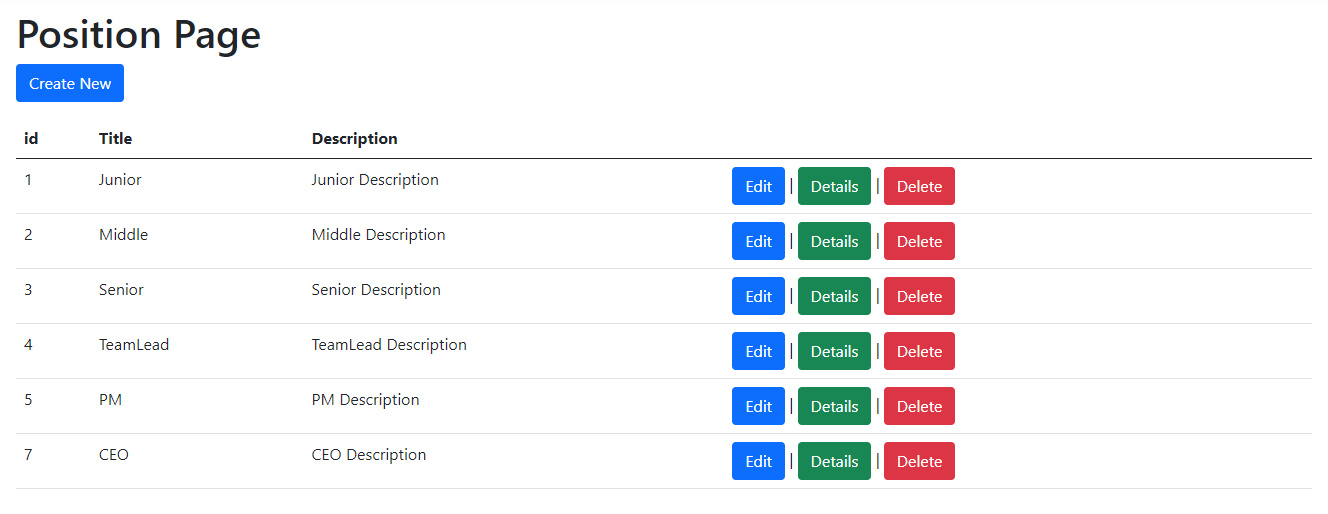 Position Page
Create New
id Title Description
1 Junior Junior Description Edit | Details | Delete
2 Middle Middle Description Edit | Details | Delete
3 Senior Senior Description Edit | Details | Delete
4 TeamLead TeamLead Description Edit | Details | Delete
5 PM PM Description Edit | Details | Delete
7 CEO CEO Description Edit | Details | Delete